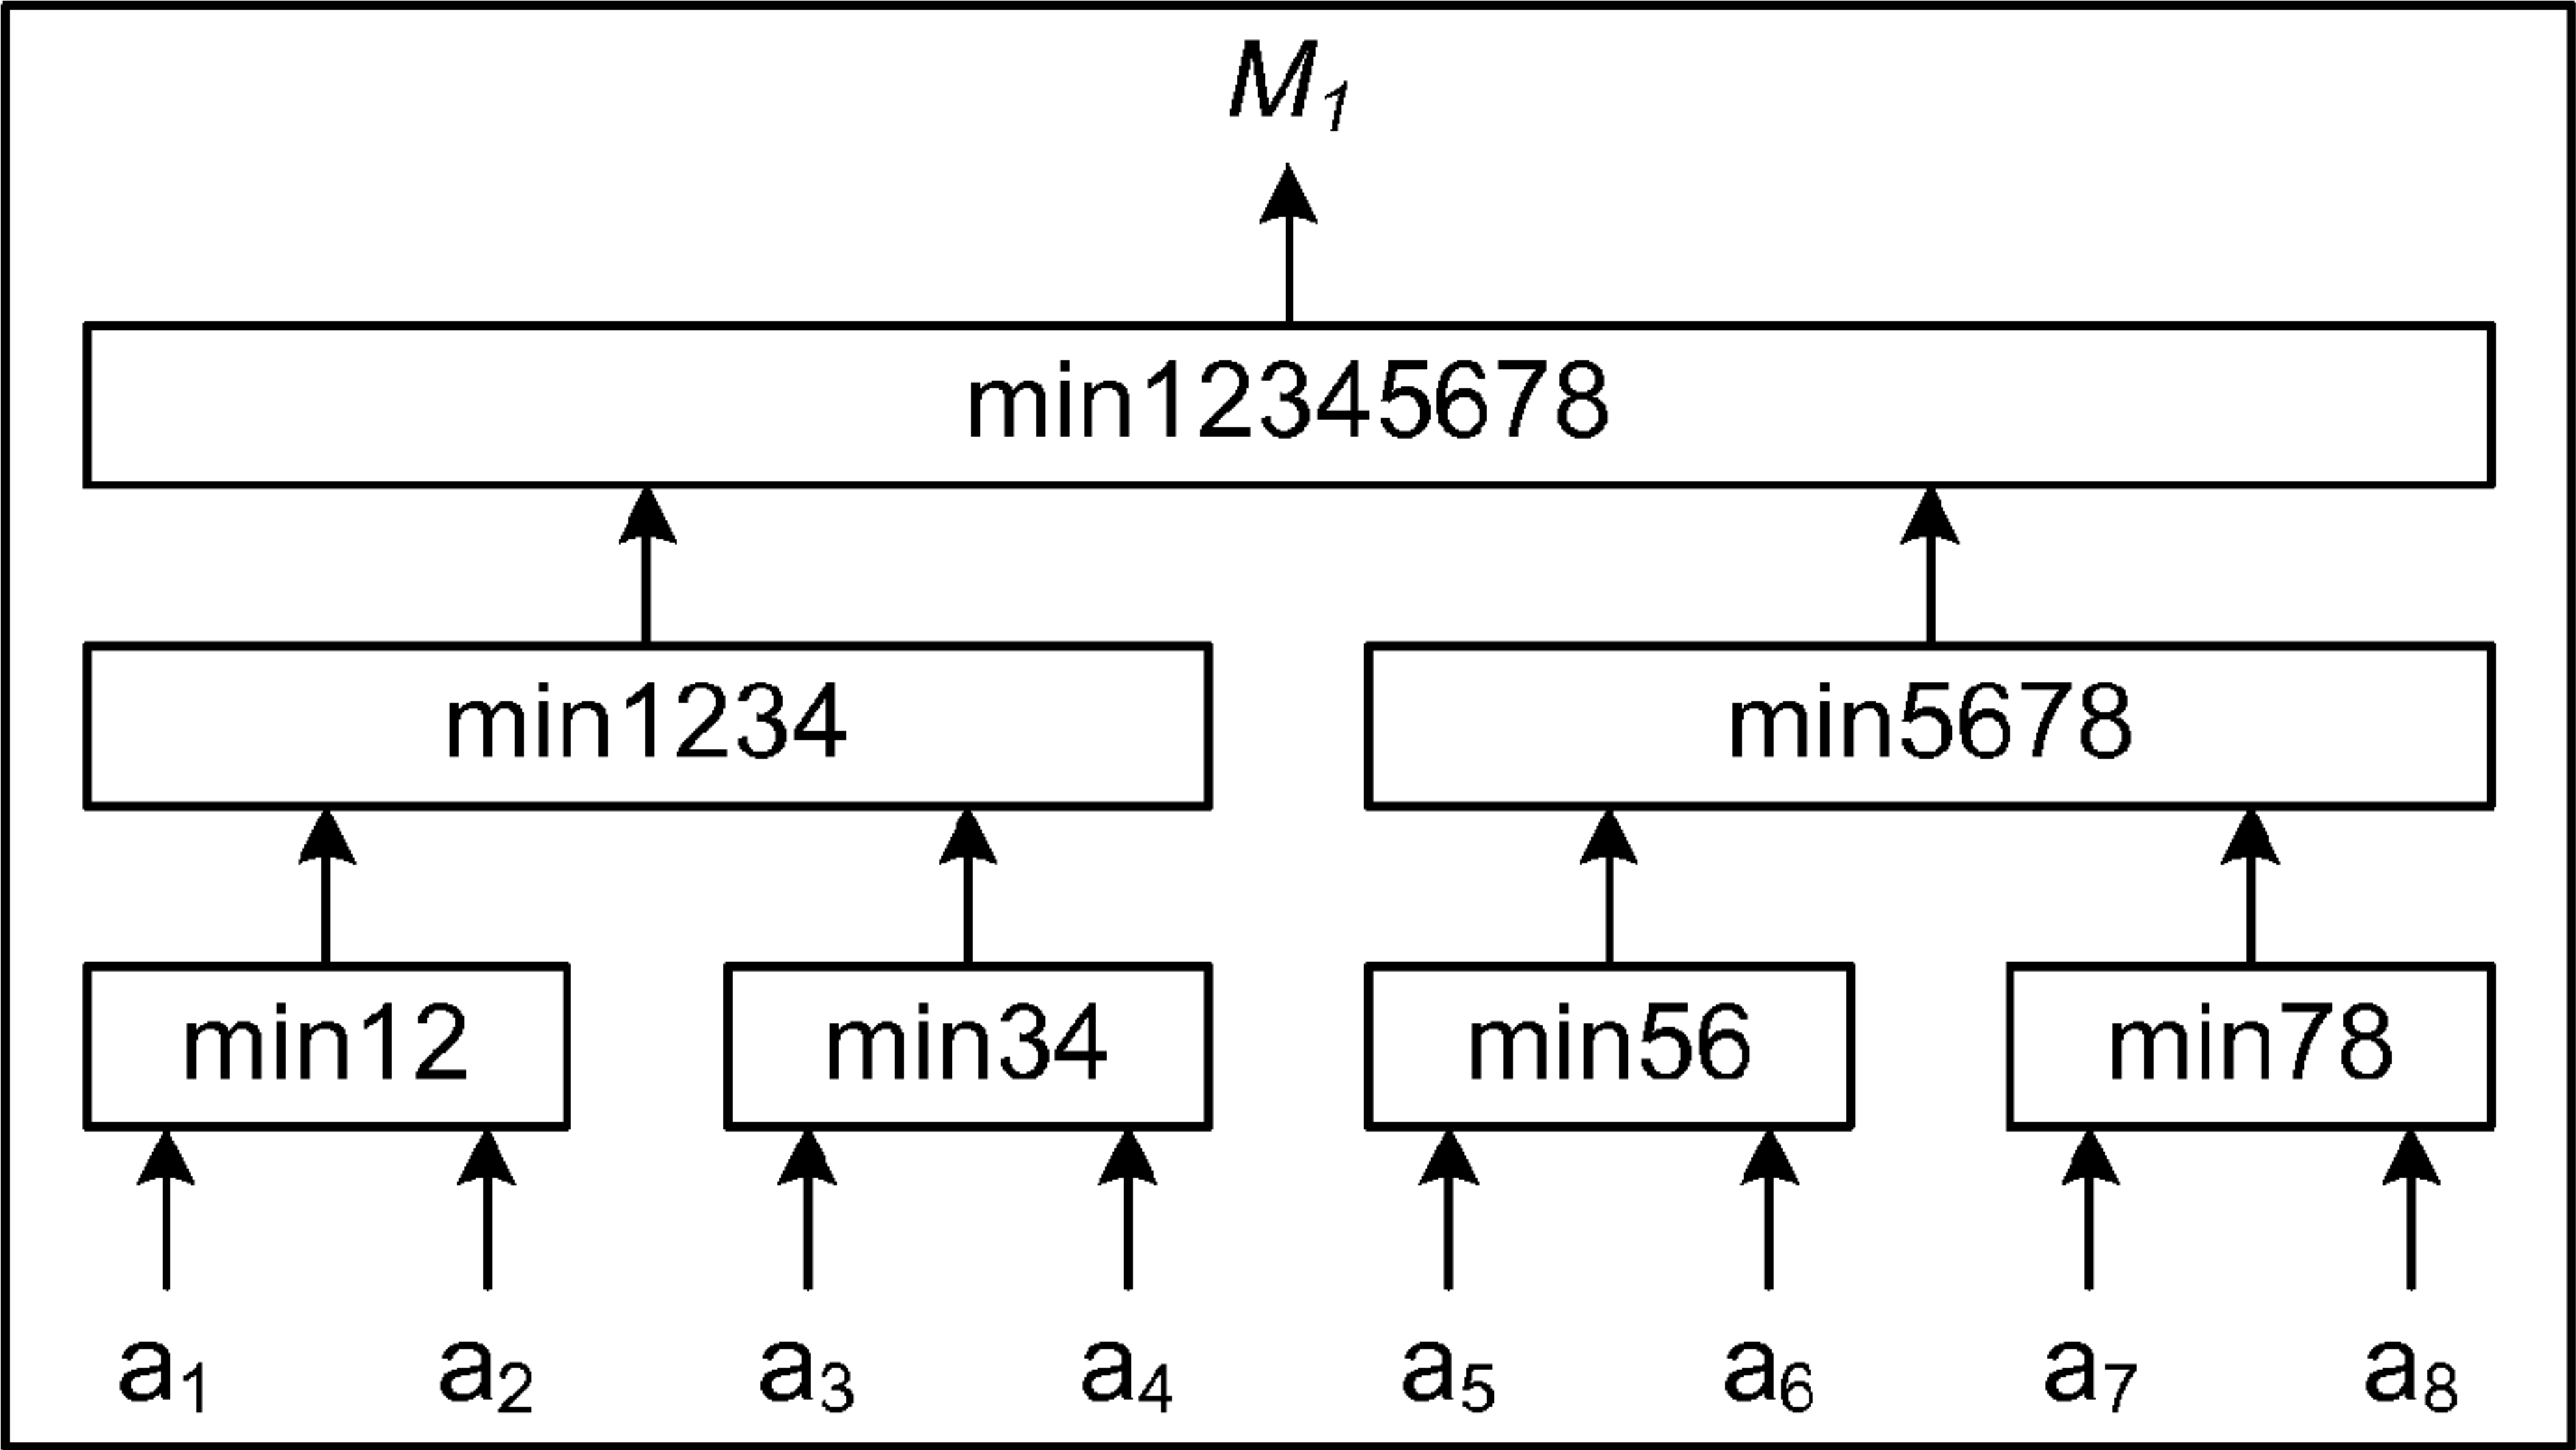 M₁
min12345678
min1234 min5678
min12 min34 min56 min78
a₁ a₂ a₃ a₄ a₅ a₆ a₇ a₈